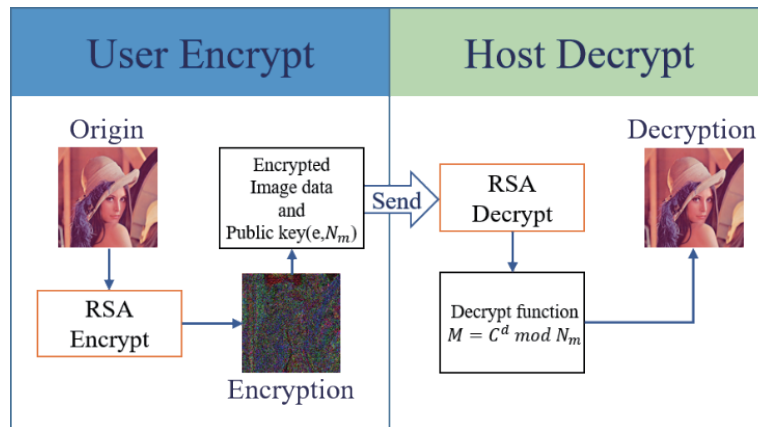 User Encrypt
Host Decrypt
Origin
RSA
Encrypt
Encryption
Encrypted
Image data
and
Public key(e,Nₘ)
Send
RSA
Decrypt
Decrypt function
M = Cᵈ mod Nₘ
Decryption